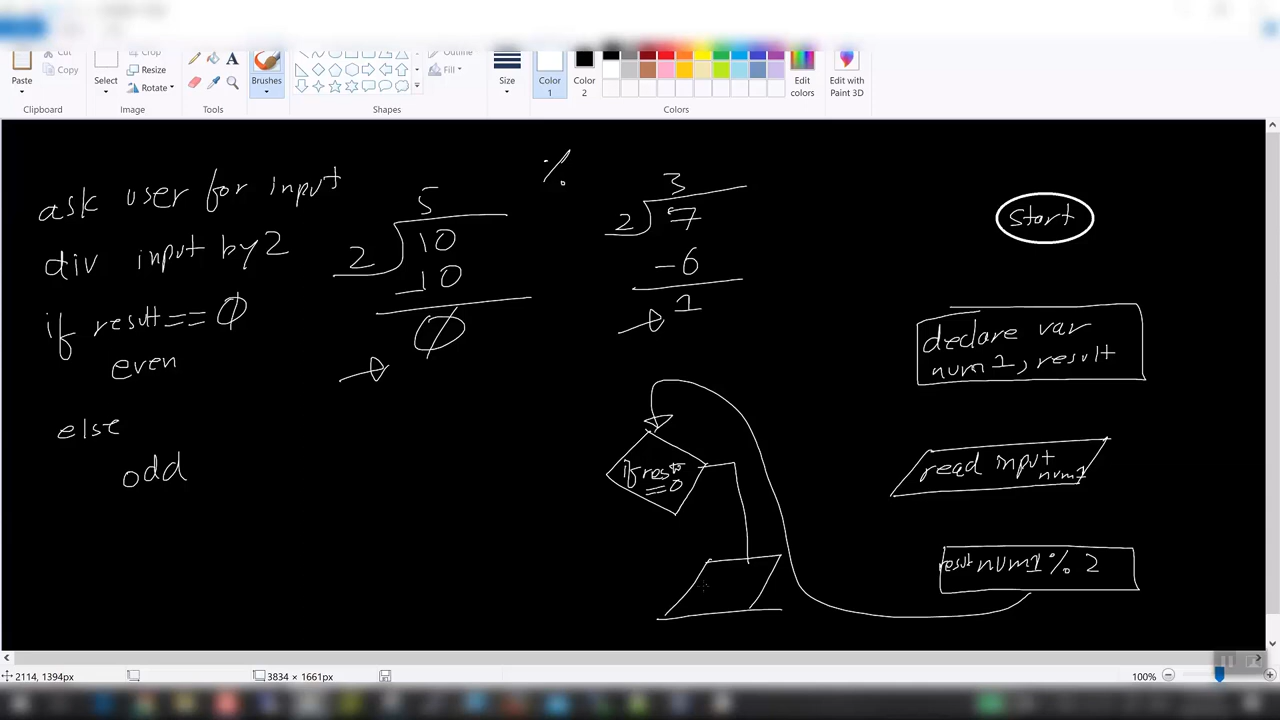 Cut
Paste
Copy
Clipboard
Crop
Select
Resize
Rotate
Image
Tools
Brushes
Outline
Fill
Shapes
Size
Color
1
Color
2
Edit
colors
Colors
Edit with
Paint 3D
ask user for input
div input by 2
if result == 0
even
else
odd
5
2
10
10
0
%
3
2
7
-6
1
if rest
==0
start
declare var
num1, result
read input
num1
result num1 % 2
2114, 1394px
3834 × 1661px
100%